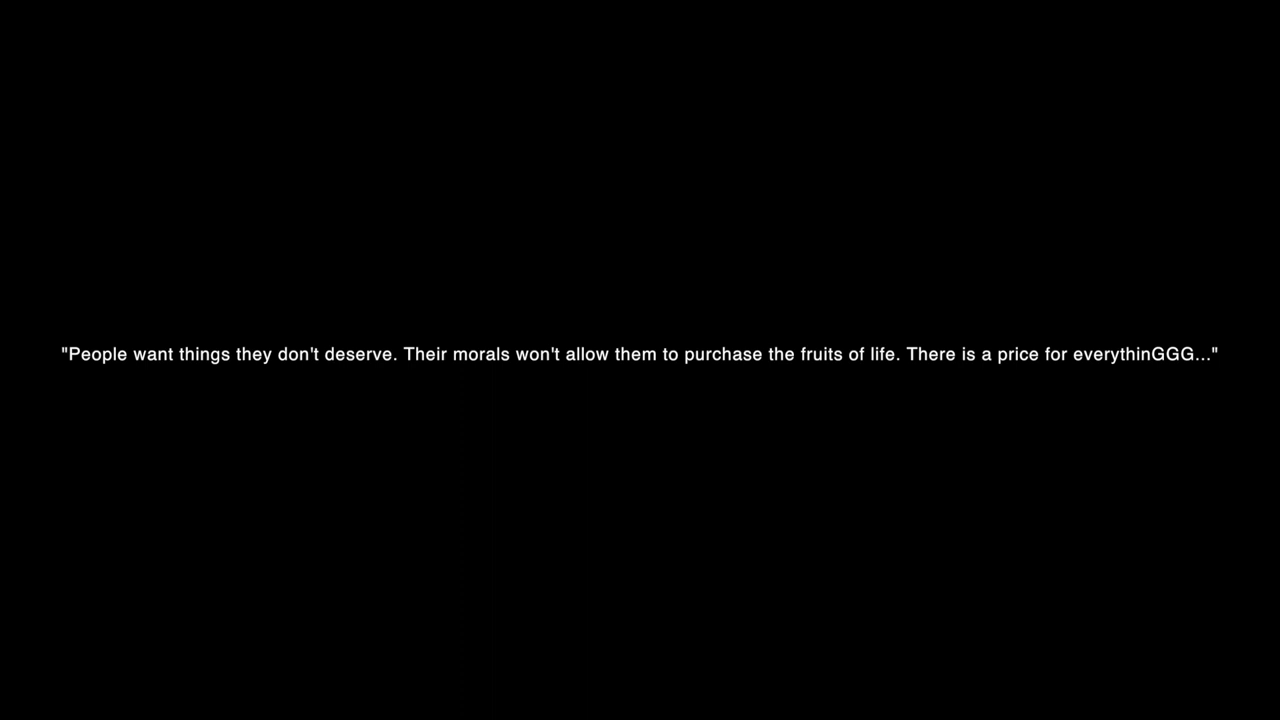 "People want things they don't deserve. Their morals won't allow them to purchase the fruits of life. There is a price for everythinGGG..."